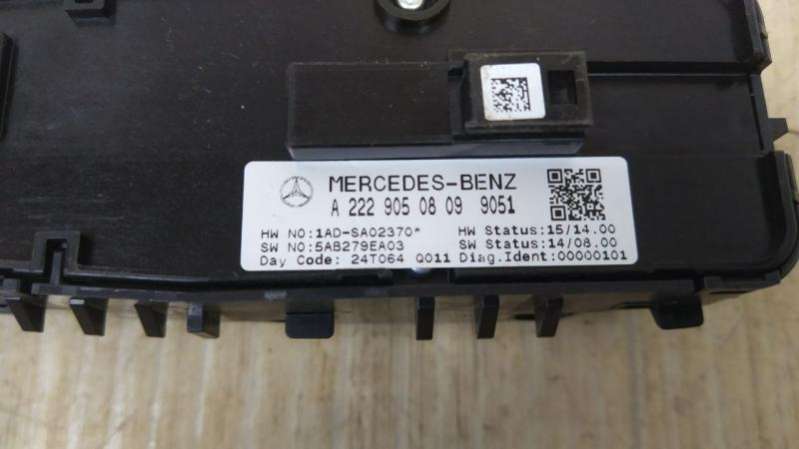 MERCEDES-BENZ
A 222 905 08 09 9051
HW NO:1AD-SA02370* HW Status:15/14.00
SW NO:5AB279EA03 SW Status:14/08.00
Day Code: 24T064 Q011 Diag.Ident:00000101